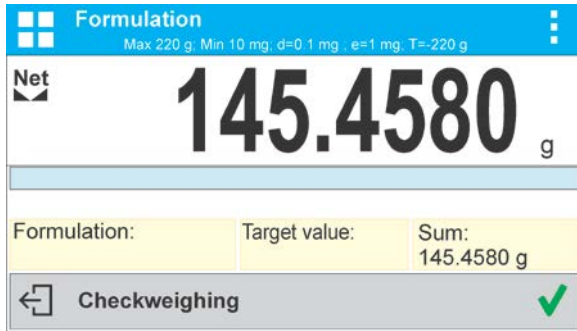 Formulation
Max 220 g; Min 10 mg; d=0.1 mg ; e=1 mg; T=-220 g
Net
145.4580 g
Formulation: Target value: Sum:
145.4580 g
Checkweighing